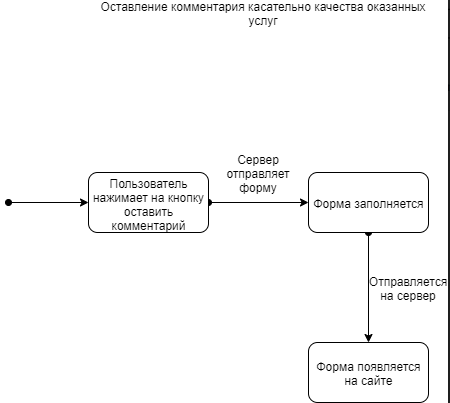 Оставление комментария касательно качества оказанных
услуг
Сервер
отправляет
форму
Пользователь
нажимает на кнопку
оставить
комментарий
Форма заполняется
Отправляется
на сервер
Форма появляется
на сайте